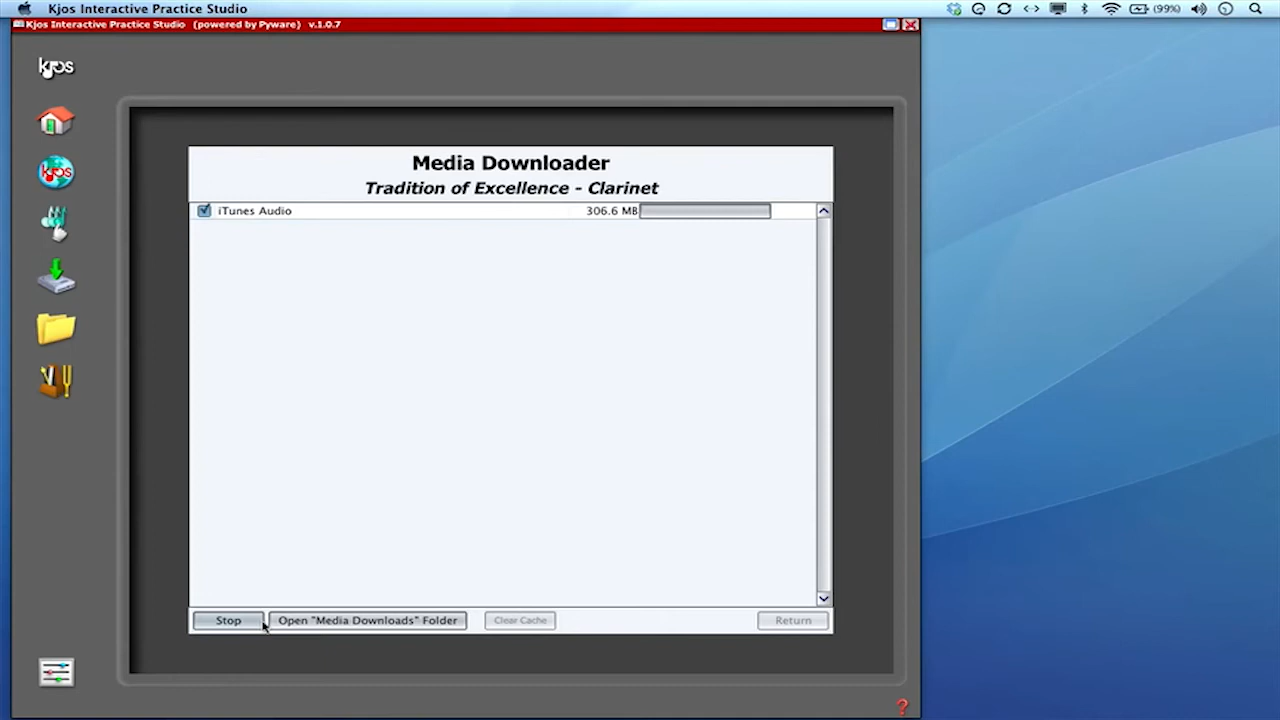 Kjos Interactive Practice Studio
(99%)
Kjos Interactive Practice Studio (powered by Pyware) v.1.0.7
kjos
kjos
Media Downloader
Tradition of Excellence - Clarinet
iTunes Audio 306.6 MB
Stop Open "Media Downloads" Folder Clear Cache Return
?